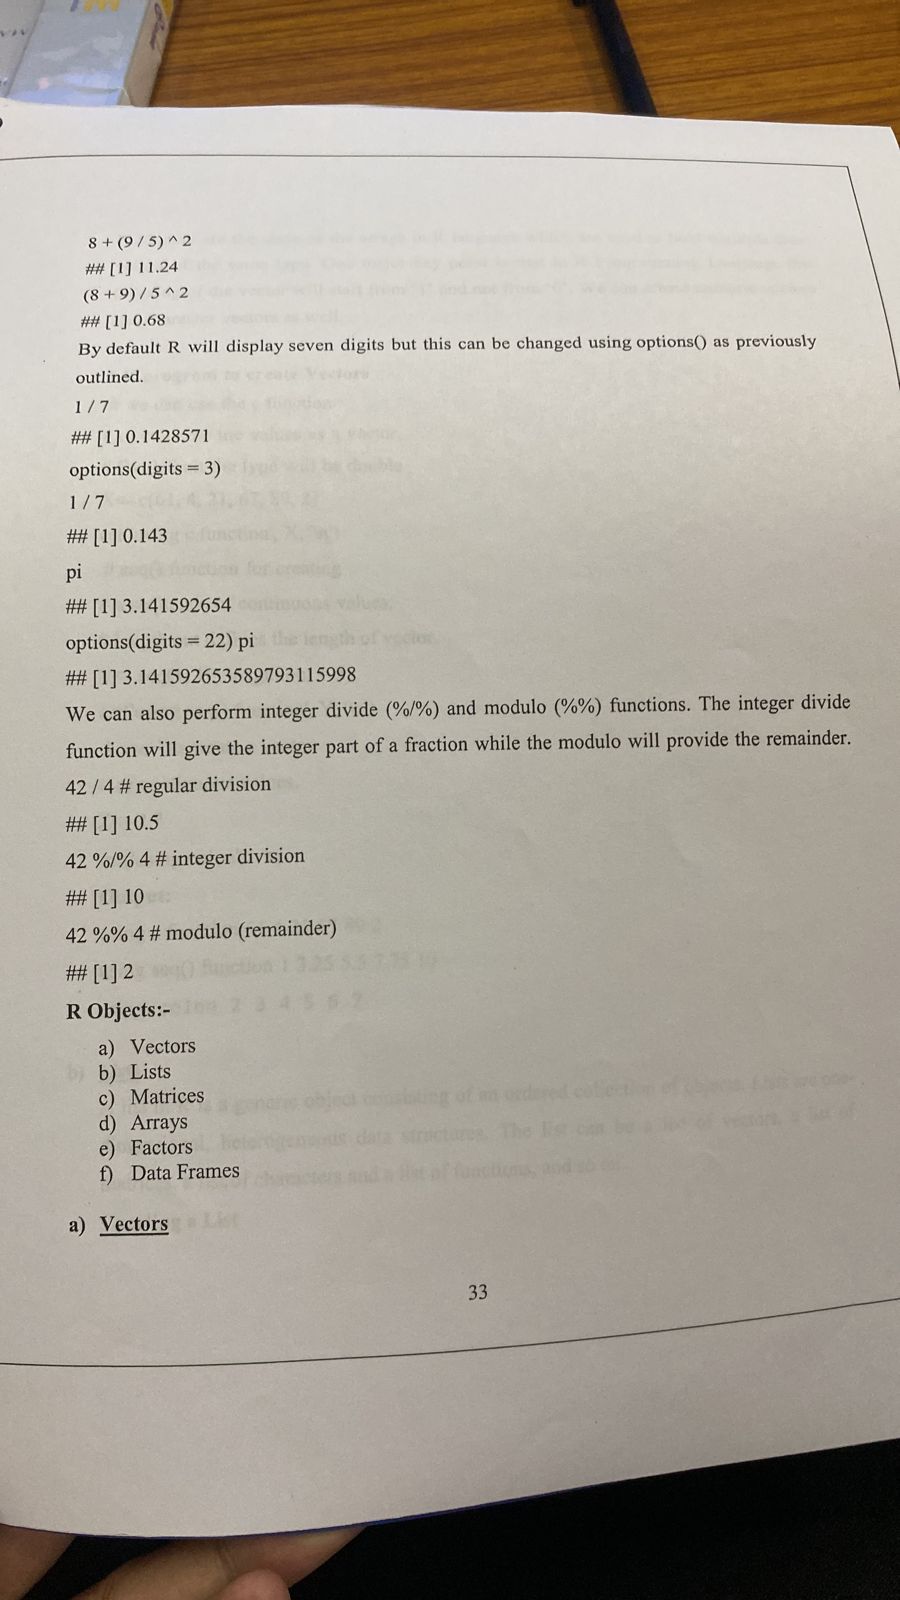 8 + (9 / 5) ^ 2
## [1] 11.24
(8 + 9) / 5 ^ 2
## [1] 0.68
By default R will display seven digits but this can be changed using options() as previously
outlined.
1 / 7
## [1] 0.1428571
options(digits = 3)
1 / 7
## [1] 0.143
pi
## [1] 3.141592654
options(digits = 22) pi
## [1] 3.141592653589793115998
We can also perform integer divide (%/%) and modulo (%%) functions. The integer divide
function will give the integer part of a fraction while the modulo will provide the remainder.
42 / 4 # regular division
## [1] 10.5
42 %/% 4 # integer division
## [1] 10
42 %% 4 # modulo (remainder)
## [1] 2
R Objects:-
a) Vectors
b) Lists
c) Matrices
d) Arrays
e) Factors
f) Data Frames
a) Vectors
33